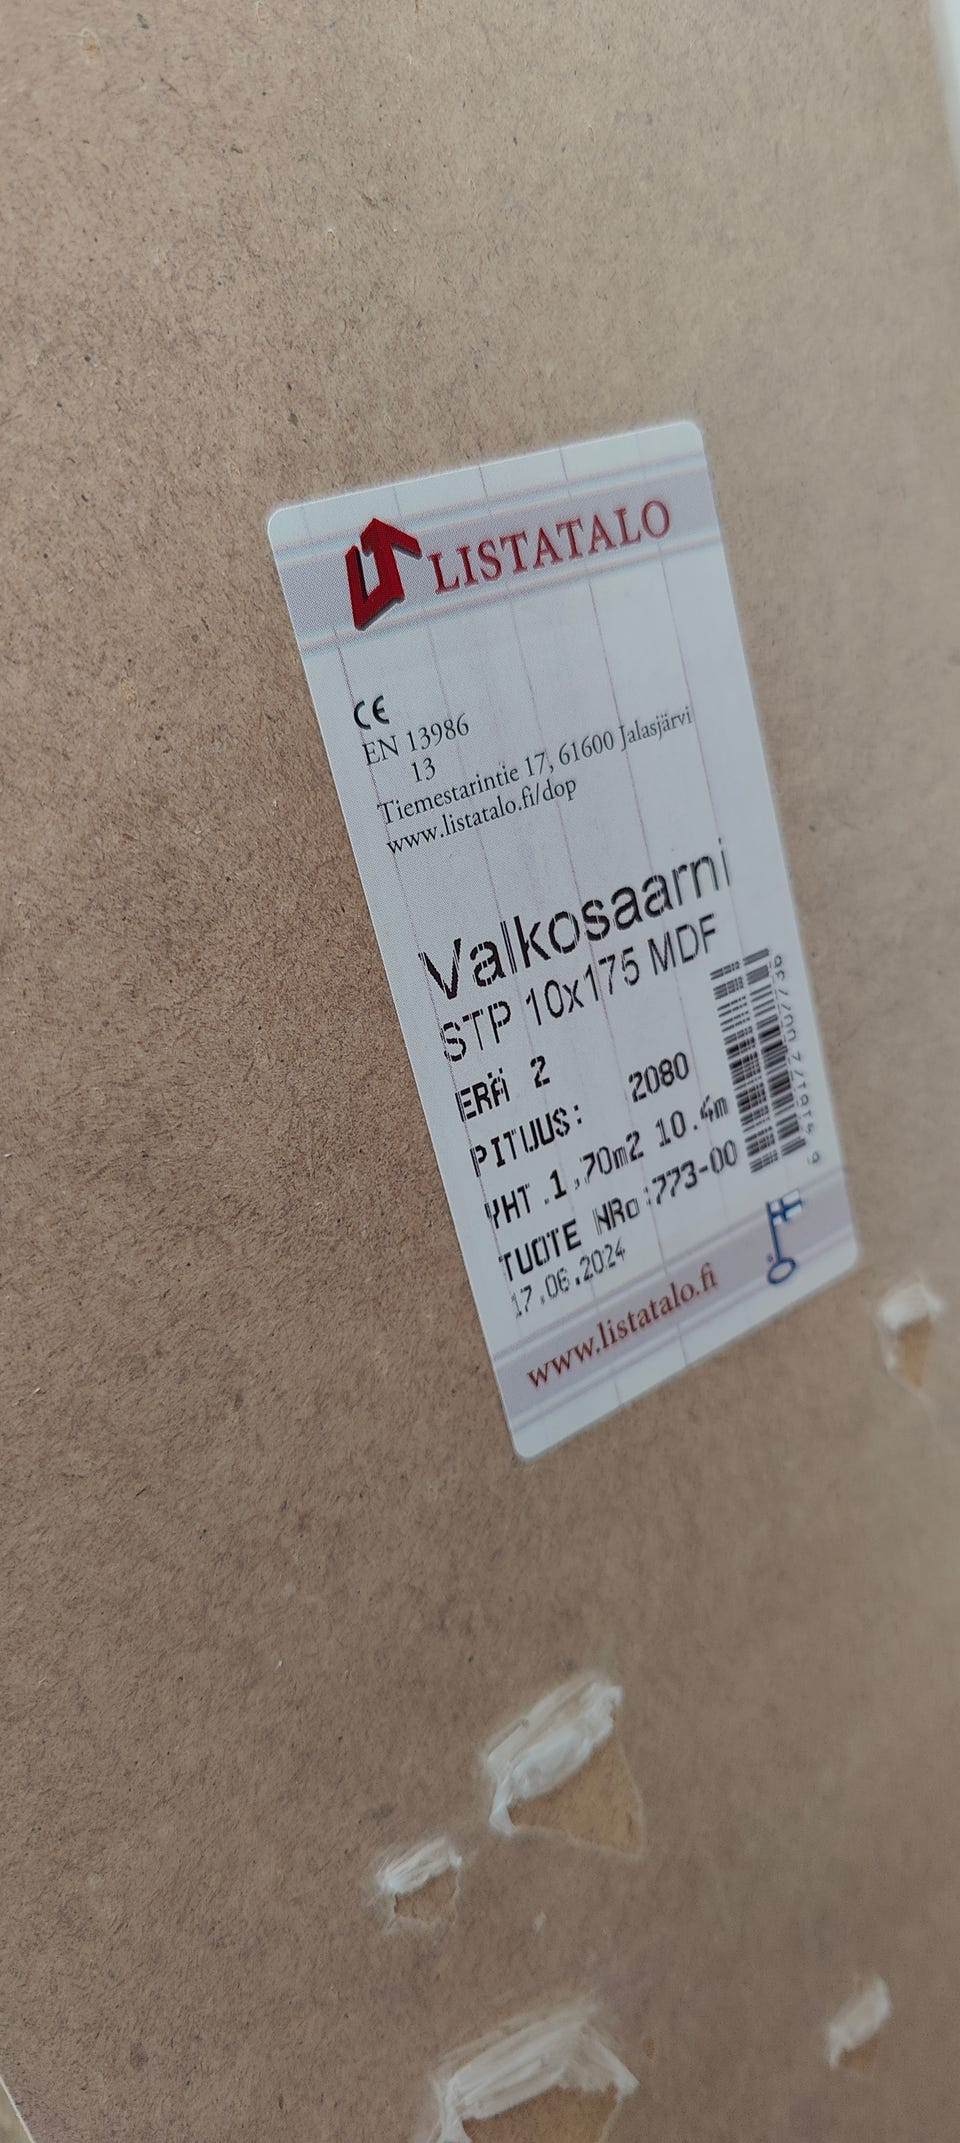 LISTATALO
CE
EN 13986
13
Tiemestarintie 17, 61600 Jalasjärvi
www.listatalo.fi/dop
Valkosaarni
STP 10x175 MDF
ERÄ 2
PITUUS: 2080
YHT .1.70m2 10.4m
TUOTE NRo:773-00
17.06.2024
www.listatalo.fi